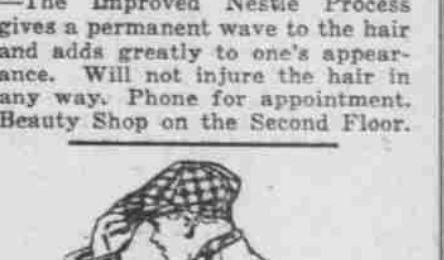 —The Improved Nestle Process
gives a permanent wave to the hair
and adds greatly to one's appear-
ance. Will not injure the hair in
any way. Phone for appointment.
Beauty Shop on the Second Floor.